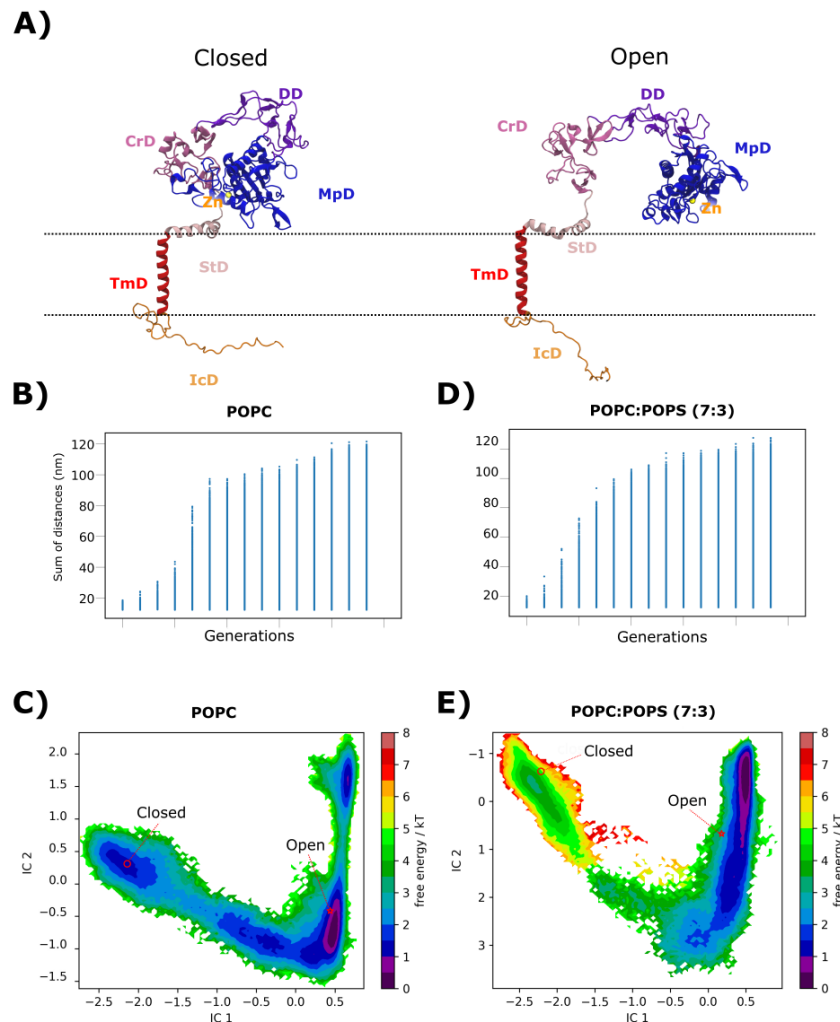 A)
Closed
Open
DD
CrD
MpD
Zn
StD
TmD
IcD
DD
CrD
MpD
Zn
StD
TmD
IcD
B)
POPC
120
100
80
60
40
20
Sum of distances (nm)
Generations
D)
POPC:POPS (7:3)
120
100
80
60
40
20
Generations
C)
POPC
2.0
1.5
1.0
0.5
0.0
−0.5
−1.0
−1.5
IC 2
Closed
Open
−2.5 −2.0 −1.5 −1.0 −0.5 0.0 0.5
IC 1
8
7
6
5
4
3
2
1
0
free energy / kT
E)
POPC:POPS (7:3)
−1
0
1
2
3
IC 2
Closed
Open
−2.5 −2.0 −1.5 −1.0 −0.5 0.0 0.5
IC 1
8
7
6
5
4
3
2
1
0
free energy / kT